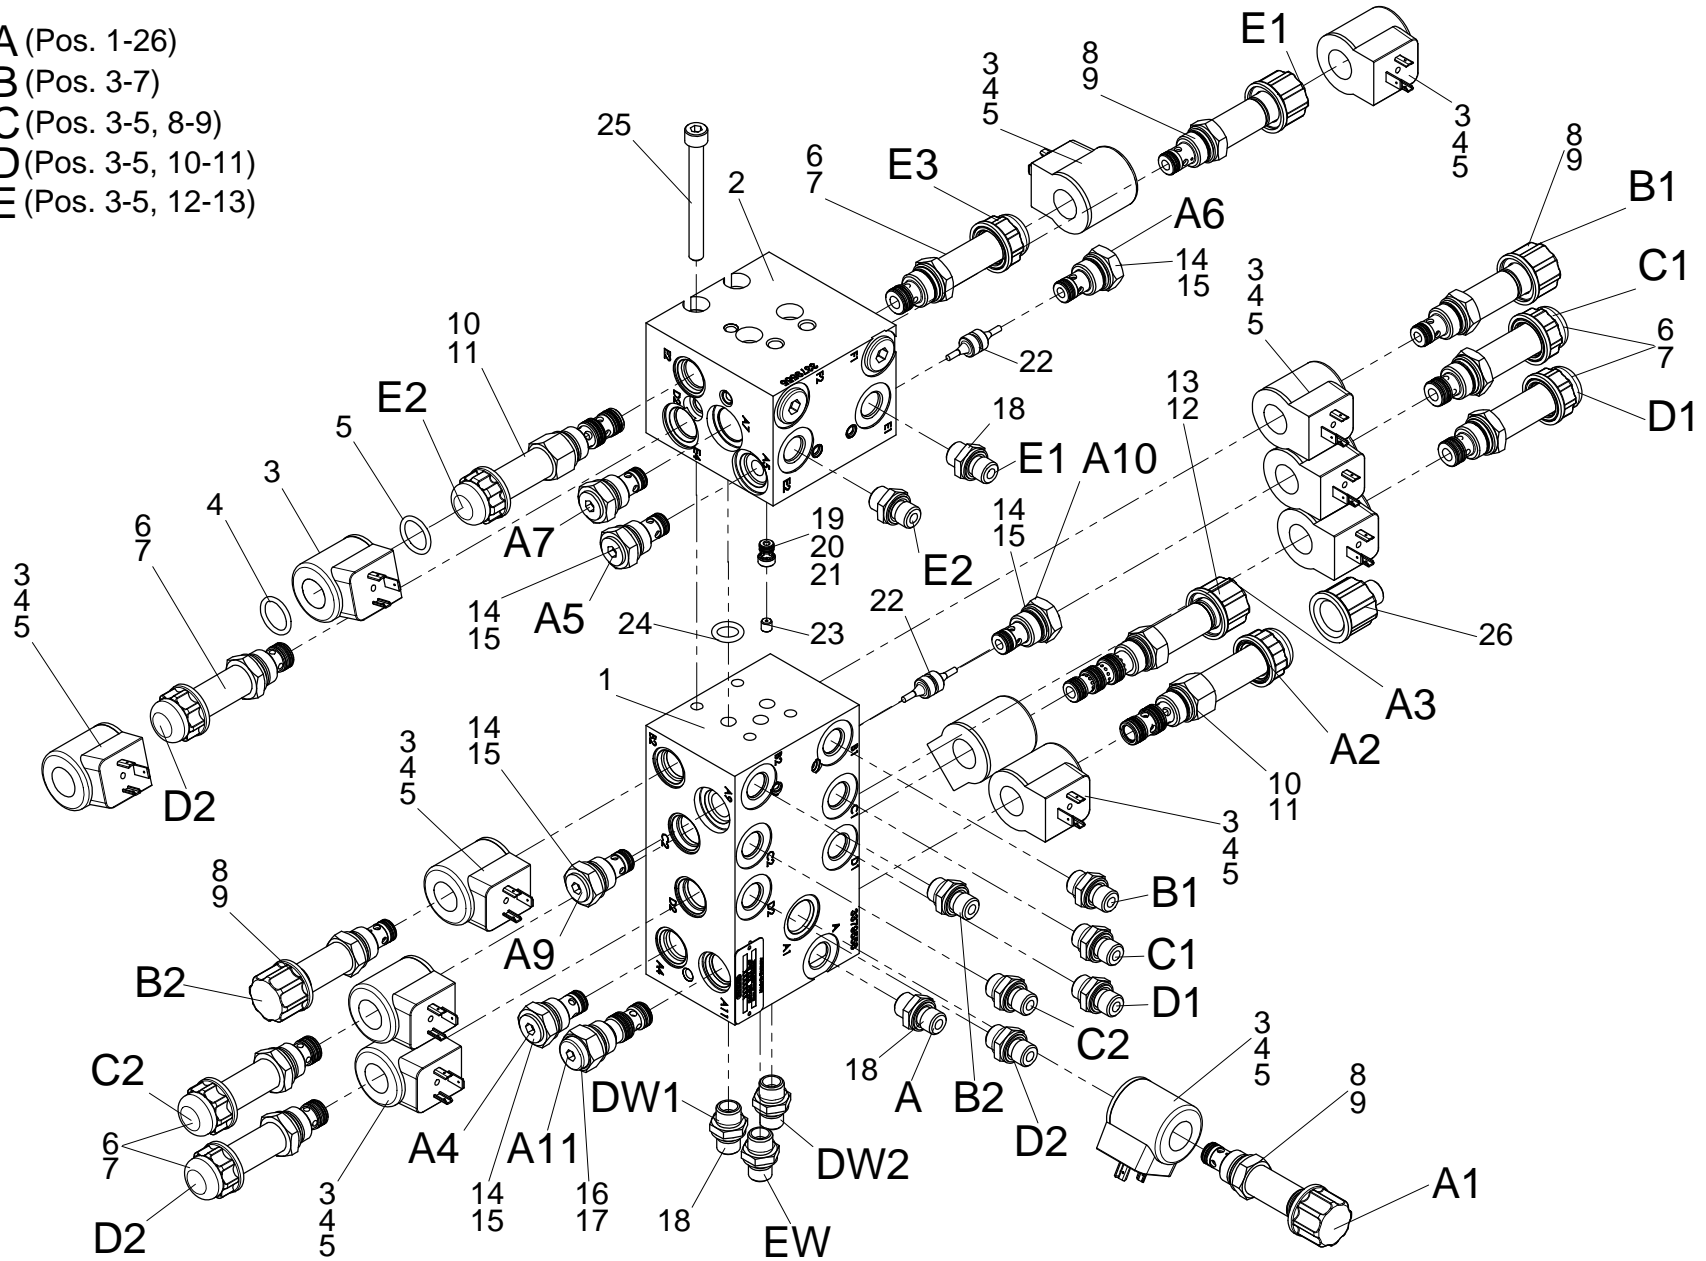 A (Pos. 1-26)
B (Pos. 3-7)
C (Pos. 3-5, 8-9)
D (Pos. 3-5, 10-11)
E (Pos. 3-5, 12-13)
E1
3
4
5
8
9
3
4
5
25
2
6
7
E3
A6
14
15
8
9
B1
C1
3
4
5
6
7
D1
10
11
E2
5
3
4
6
7
3
4
5
D2
22
18
E1
A10
13
12
14
15
A7
14
15
A5
19
20
21
E2
22
23
24
26
A3
A2
10
11
1
14
15
3
4
5
3
4
5
8
9
B2
A9
B1
C1
D1
C2
18
A
B2
D2
3
4
5
8
9
A1
C2
6
7
D2
3
4
5
A4
14
15
A11
16
17
DW1
18
DW2
EW